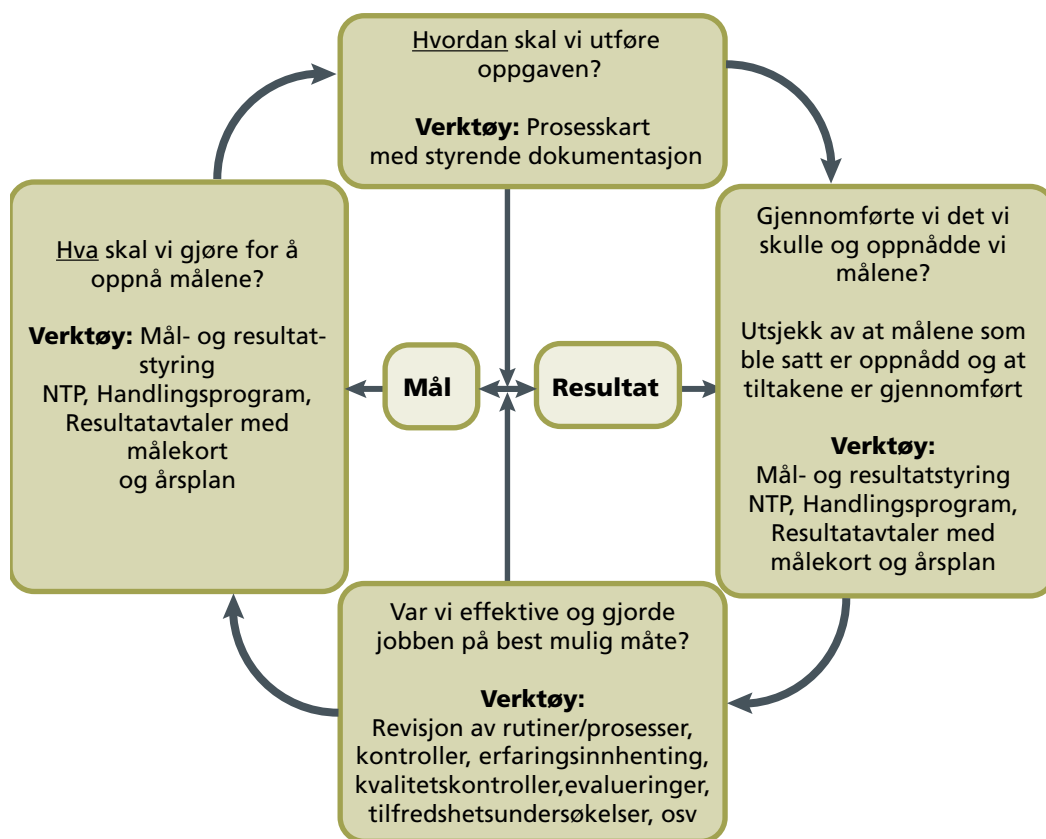 Hvordan skal vi utføre
oppgaven?
Verktøy: Prosesskart
med styrende dokumentasjon
Hva skal vi gjøre for å
oppnå målene?
Verktøy: Mål- og resultat-
styring
NTP, Handlingsprogram,
Resultatavtaler med
målekort
og årsplan
Mål
Resultat
Gjennomførte vi det vi
skulle og oppnådde vi
målene?
Utsjekk av at målene som
ble satt er oppnådd og at
tiltakene er gjennomført
Verktøy:
Mål- og resultatstyring
NTP, Handlingsprogram,
Resultatavtaler med
målekort og årsplan
Var vi effektive og gjorde
jobben på best mulig måte?
Verktøy:
Revisjon av rutiner/prosesser,
kontroller, erfaringsinnhenting,
kvalitetskontroller,evalueringer,
tilfredshetsundersøkelser, osv